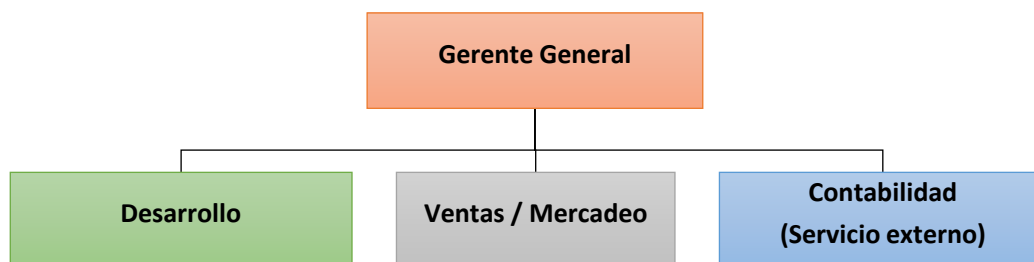 Gerente General
Desarrollo
Ventas / Mercadeo
Contabilidad
(Servicio externo)